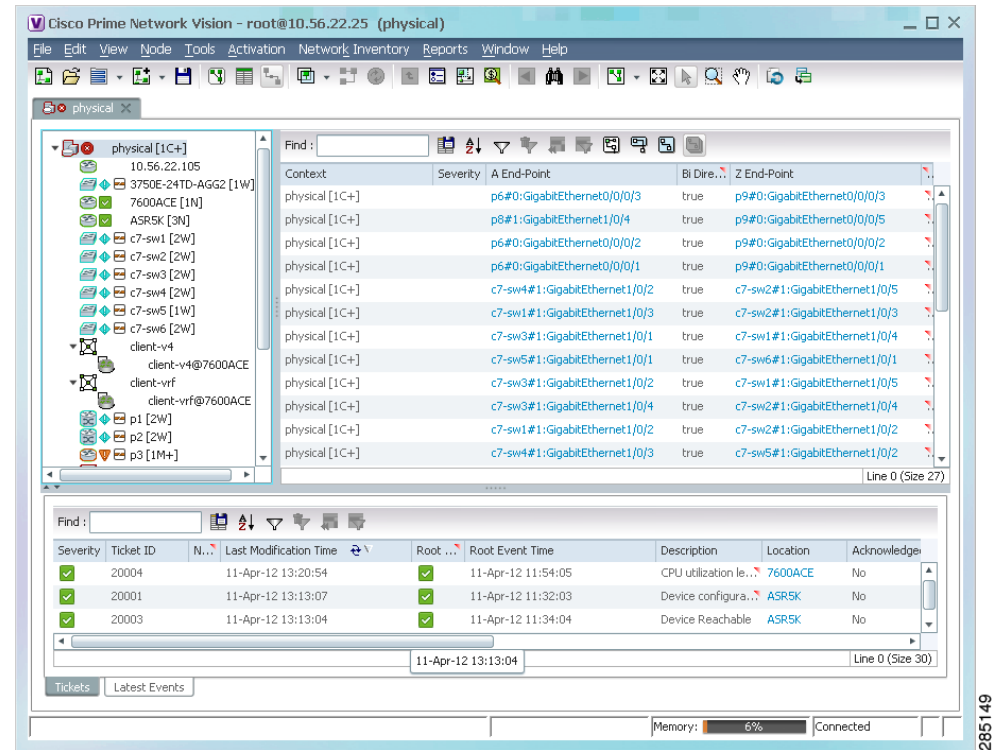 Cisco Prime Network Vision - root@10.56.22.25 (physical)
File Edit View Node Tools Activation Network Inventory Reports Window Help
physical
physical [1C+]
10.56.22.105
3750E-24TD-AGG2 [1W]
7600ACE [1N]
ASR5K [3N]
c7-sw1 [2W]
c7-sw2 [2W]
c7-sw3 [2W]
c7-sw4 [2W]
c7-sw5 [1W]
c7-sw6 [2W]
client-v4
client-v4@7600ACE
client-vrf
client-vrf@7600ACE
p1 [2W]
p2 [2W]
p3 [1M+]
Find :
Context Severity A End-Point Bi Dire... Z End-Point
physical [1C+] p6#0:GigabitEthernet0/0/0/3 true p9#0:GigabitEthernet0/0/0/3
physical [1C+] p8#1:GigabitEthernet1/0/4 true p9#0:GigabitEthernet0/0/0/5
physical [1C+] p6#0:GigabitEthernet0/0/0/2 true p9#0:GigabitEthernet0/0/0/2
physical [1C+] p6#0:GigabitEthernet0/0/0/1 true p9#0:GigabitEthernet0/0/0/1
physical [1C+] c7-sw4#1:GigabitEthernet1/0/2 true c7-sw2#1:GigabitEthernet1/0/5
physical [1C+] c7-sw1#1:GigabitEthernet1/0/3 true c7-sw2#1:GigabitEthernet1/0/3
physical [1C+] c7-sw3#1:GigabitEthernet1/0/1 true c7-sw1#1:GigabitEthernet1/0/4
physical [1C+] c7-sw5#1:GigabitEthernet1/0/1 true c7-sw6#1:GigabitEthernet1/0/1
physical [1C+] c7-sw3#1:GigabitEthernet1/0/2 true c7-sw1#1:GigabitEthernet1/0/5
physical [1C+] c7-sw3#1:GigabitEthernet1/0/4 true c7-sw2#1:GigabitEthernet1/0/4
physical [1C+] c7-sw1#1:GigabitEthernet1/0/2 true c7-sw2#1:GigabitEthernet1/0/2
physical [1C+] c7-sw4#1:GigabitEthernet1/0/3 true c7-sw5#1:GigabitEthernet1/0/2
Line 0 (Size 27)
Find :
Severity Ticket ID N... Last Modification Time Root ... Root Event Time Description Location Acknowledge
20004 11-Apr-12 13:20:54 11-Apr-12 11:54:05 CPU utilization le... 7600ACE No
20001 11-Apr-12 13:13:07 11-Apr-12 11:32:03 Device configura... ASR5K No
20003 11-Apr-12 13:13:04 11-Apr-12 11:34:04 Device Reachable ASR5K No
11-Apr-12 13:13:04
Line 0 (Size 30)
Tickets Latest Events
Memory: 6% Connected
285149